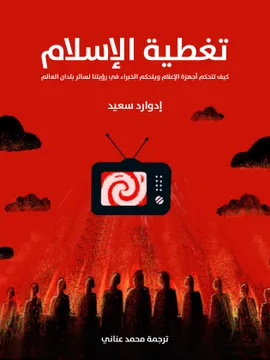 تغطية الإسلام
كيف تتحكم أجهزة الإعلام ويتحكم الخبراء في رؤيتنا لسائر بلدان العالم
إدوارد سعيد
ترجمة محمد عناني